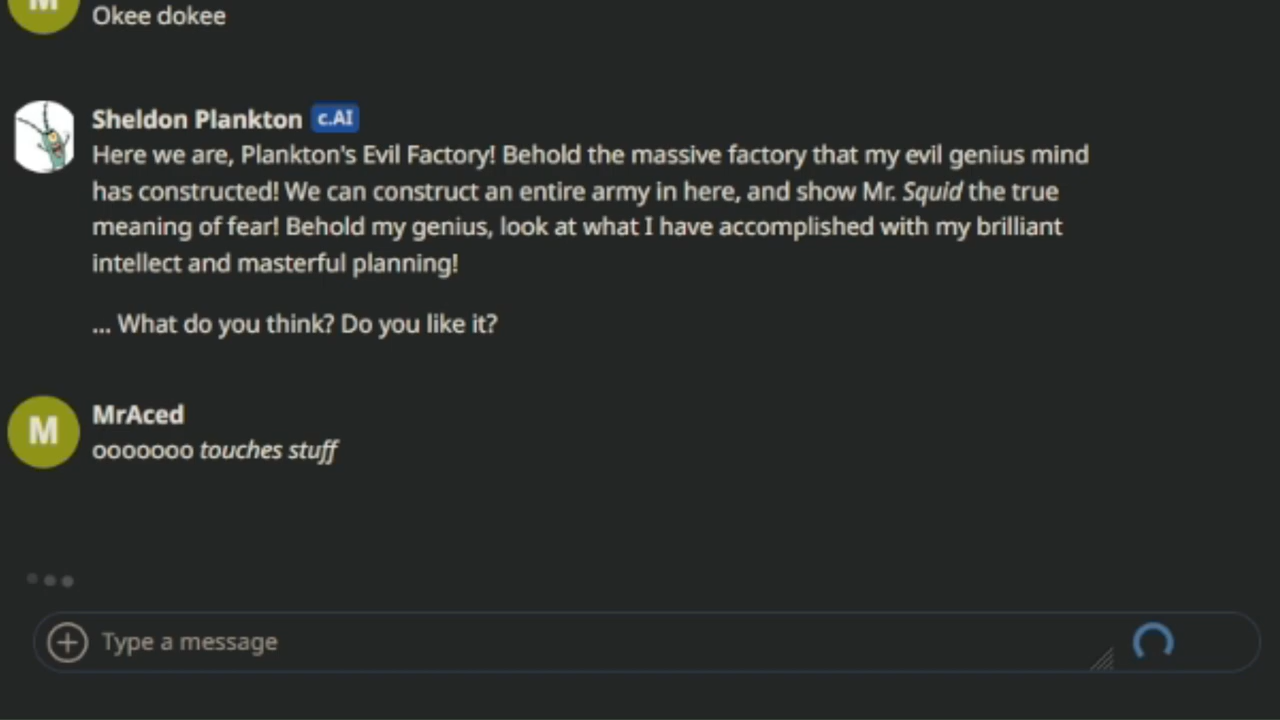 M
Okee dokee
Sheldon Plankton c.AI
Here we are, Plankton's Evil Factory! Behold the massive factory that my evil genius mind
has constructed! We can construct an entire army in here, and show Mr. Squid the true
meaning of fear! Behold my genius, look at what I have accomplished with my brilliant
intellect and masterful planning!
... What do you think? Do you like it?
M
MrAced
ooooooo touches stuff
Type a message